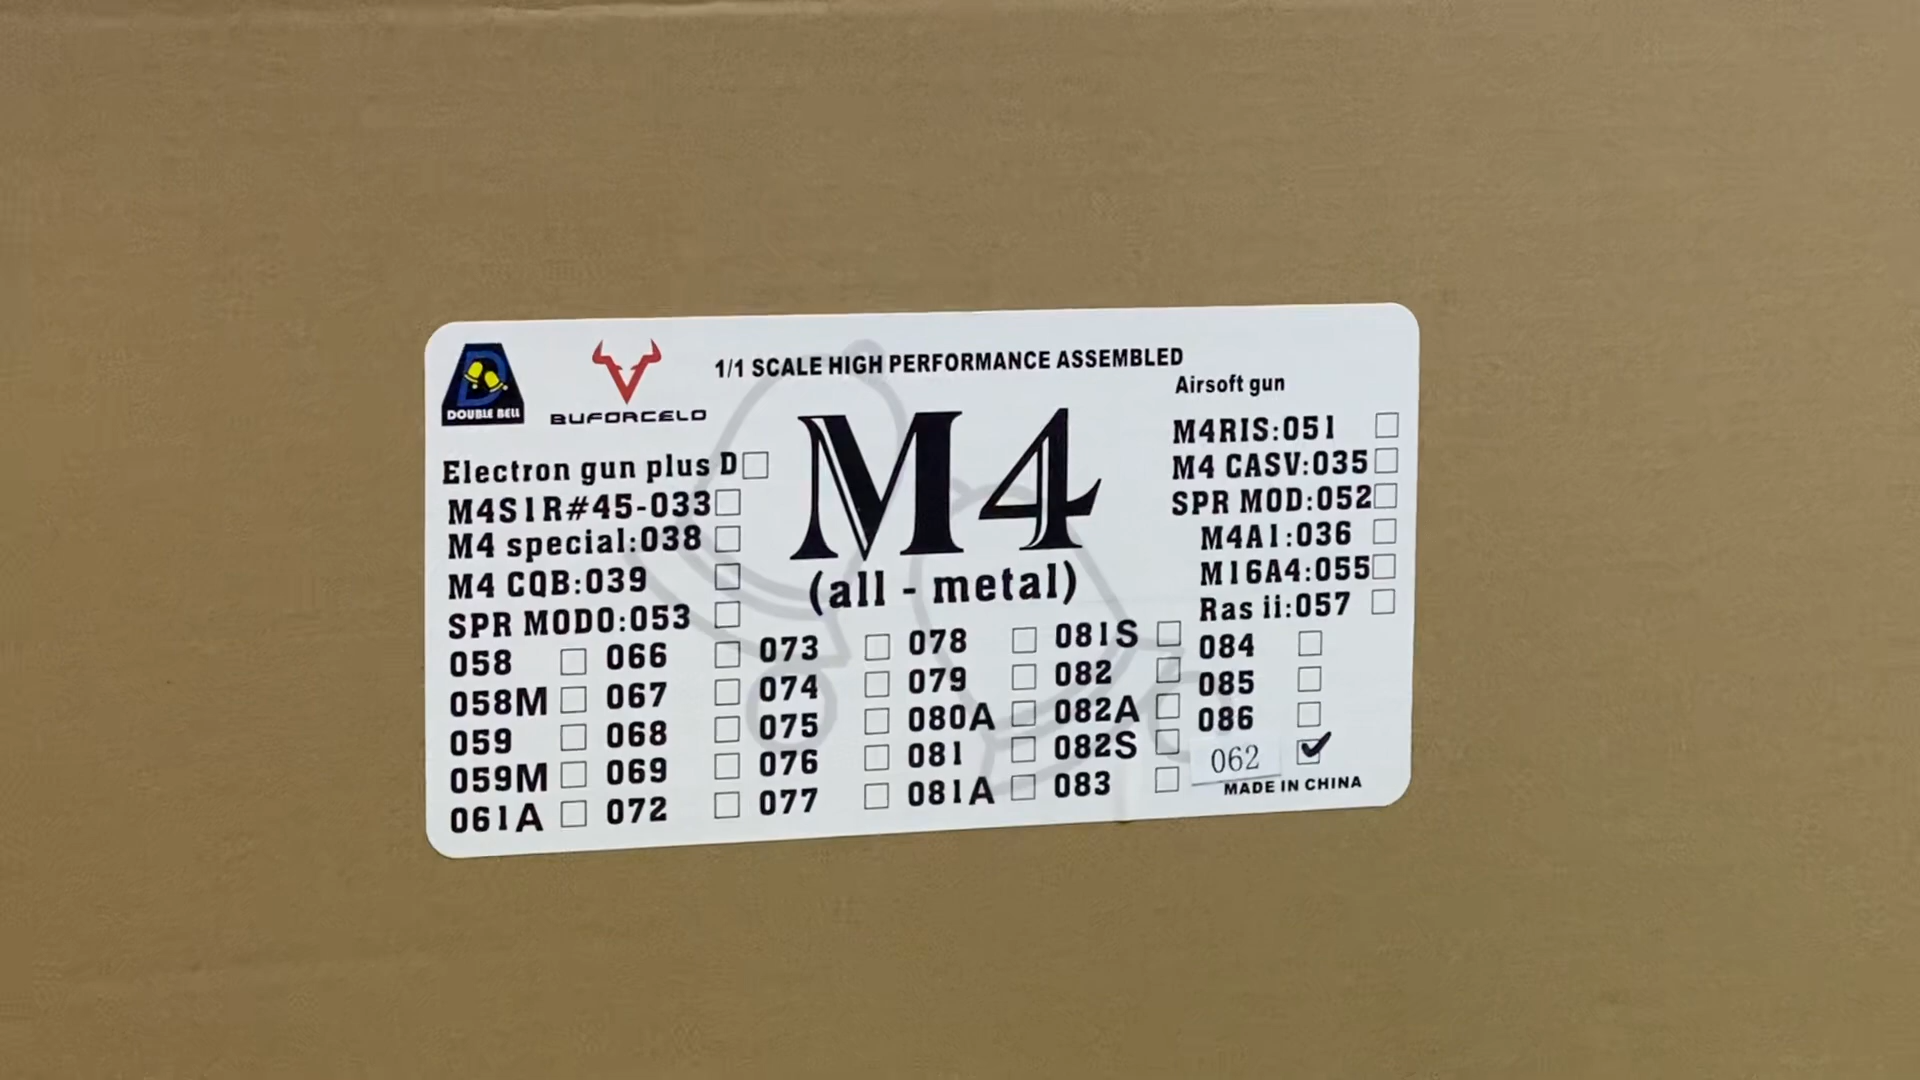 DOUBLE BELL
BUFORCELO
1/1 SCALE HIGH PERFORMANCE ASSEMBLED
Airsoft gun
M4
(all - metal)
Electron gun plus D
M4S1R#45-033
M4 special:038
M4 CQB:039
SPR MOD0:053
M4RIS:051
M4 CASV:035
SPR MOD:052
M4A1:036
M16A4:055
Ras ii:057
058 066 073 078 081S 084
058M 067 074 079 082 085
059 068 075 080A 082A 086
059M 069 076 081 082S 062
061A 072 077 081A 083
MADE IN CHINA